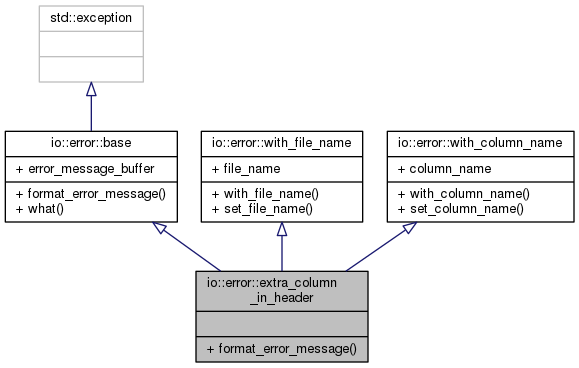 std::exception
io::error::base
+ error_message_buffer
+ format_error_message()
+ what()
io::error::with_file_name
+ file_name
+ with_file_name()
+ set_file_name()
io::error::with_column_name
+ column_name
+ with_column_name()
+ set_column_name()
io::error::extra_column
_in_header
+ format_error_message()